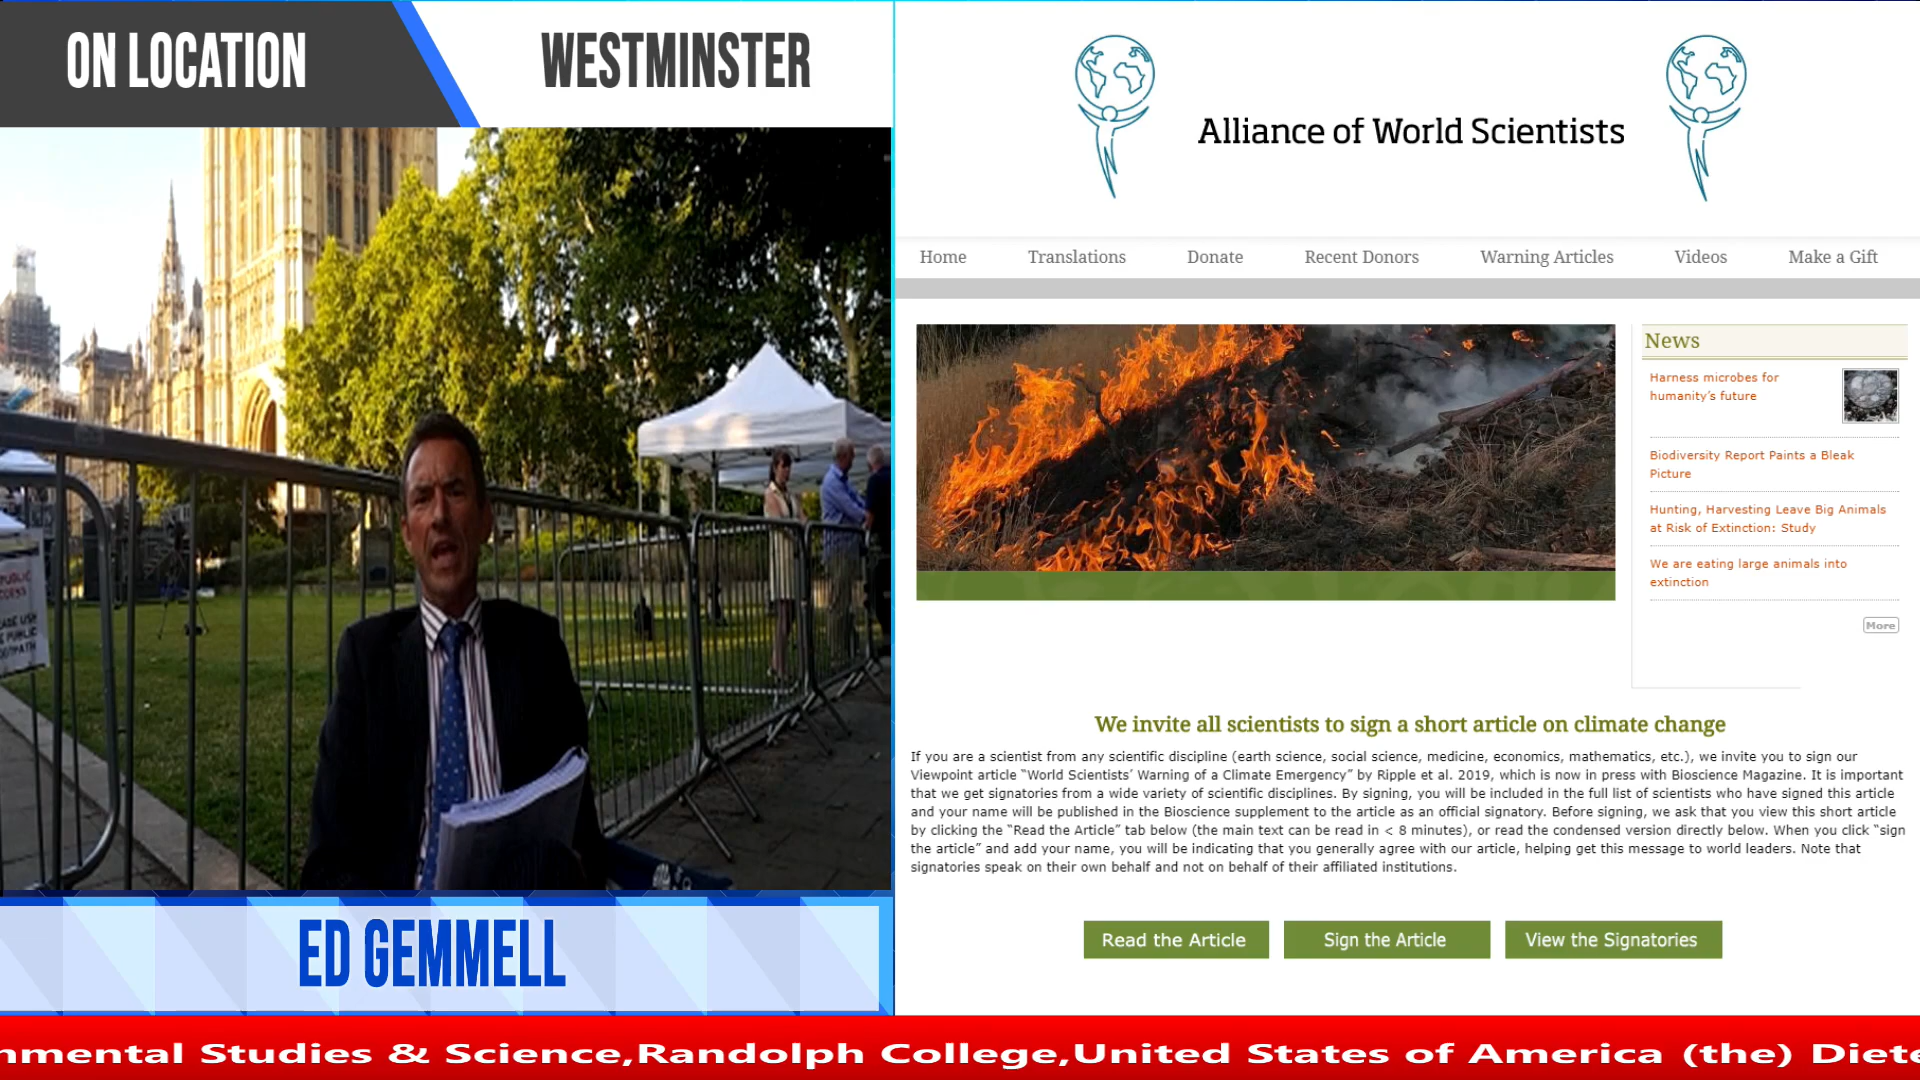 ON LOCATION
WESTMINSTER
PUBLIC
ED GEMMELL
Alliance of World Scientists
Home Translations Donate Recent Donors Warning Articles Videos Make a Gift
News
Harness microbes for
humanity’s future
Biodiversity Report Paints a Bleak
Picture
Hunting, Harvesting Leave Big Animals
at Risk of Extinction: Study
We are eating large animals into
extinction
More
We invite all scientists to sign a short article on climate change
If you are a scientist from any scientific discipline (earth science, social science, medicine, economics, mathematics, etc.), we invite you to sign our
Viewpoint article “World Scientists’ Warning of a Climate Emergency” by Ripple et al. 2019, which is now in press with Bioscience Magazine. It is important
that we get signatories from a wide variety of scientific disciplines. By signing, you will be included in the full list of scientists who have signed this article
and your name will be published in the Bioscience supplement to the article as an official signatory. Before signing, we ask that you view this short article
by clicking the “Read the Article” tab below (the main text can be read in < 8 minutes), or read the condensed version directly below. When you click “sign
the article” and add your name, you will be indicating that you generally agree with our article, helping get this message to world leaders. Note that
signatories speak on their own behalf and not on behalf of their affiliated institutions.
Read the Article Sign the Article View the Signatories
nmental Studies & Science,Randolph College,United States of America (the) Diete